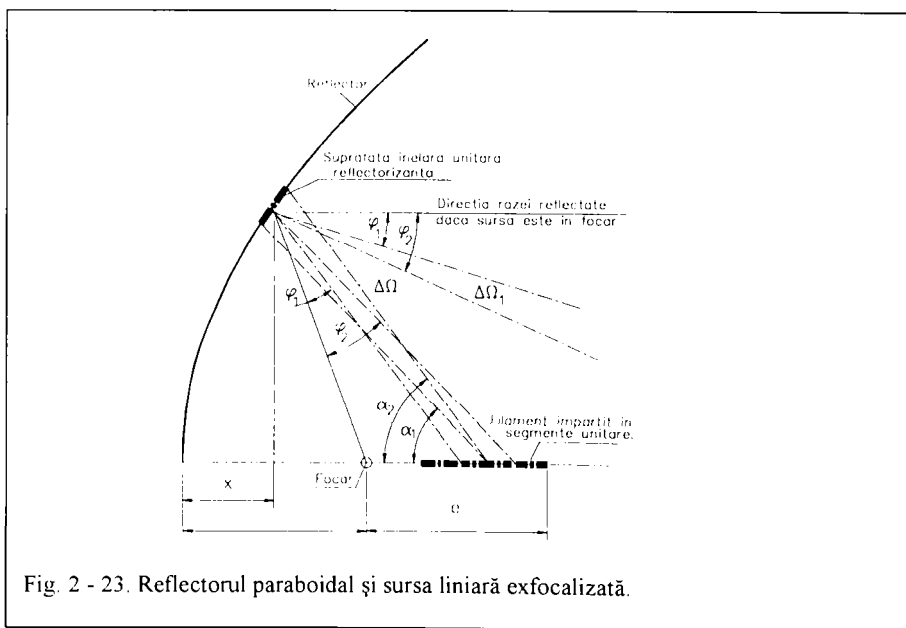 Reflector
Suprafata inelara unitara
reflectorizanta
Directia razei reflectate
daca sursa este in focar
φ₁
φ₂
ΔΩ
ΔΩ₁
φ₂
φ₁
α₂
α₁
Filament impartit in
segmente unitare.
Focar
x
e
Fig. 2 - 23. Reflectorul paraboidal şi sursa liniară exfocalizată.